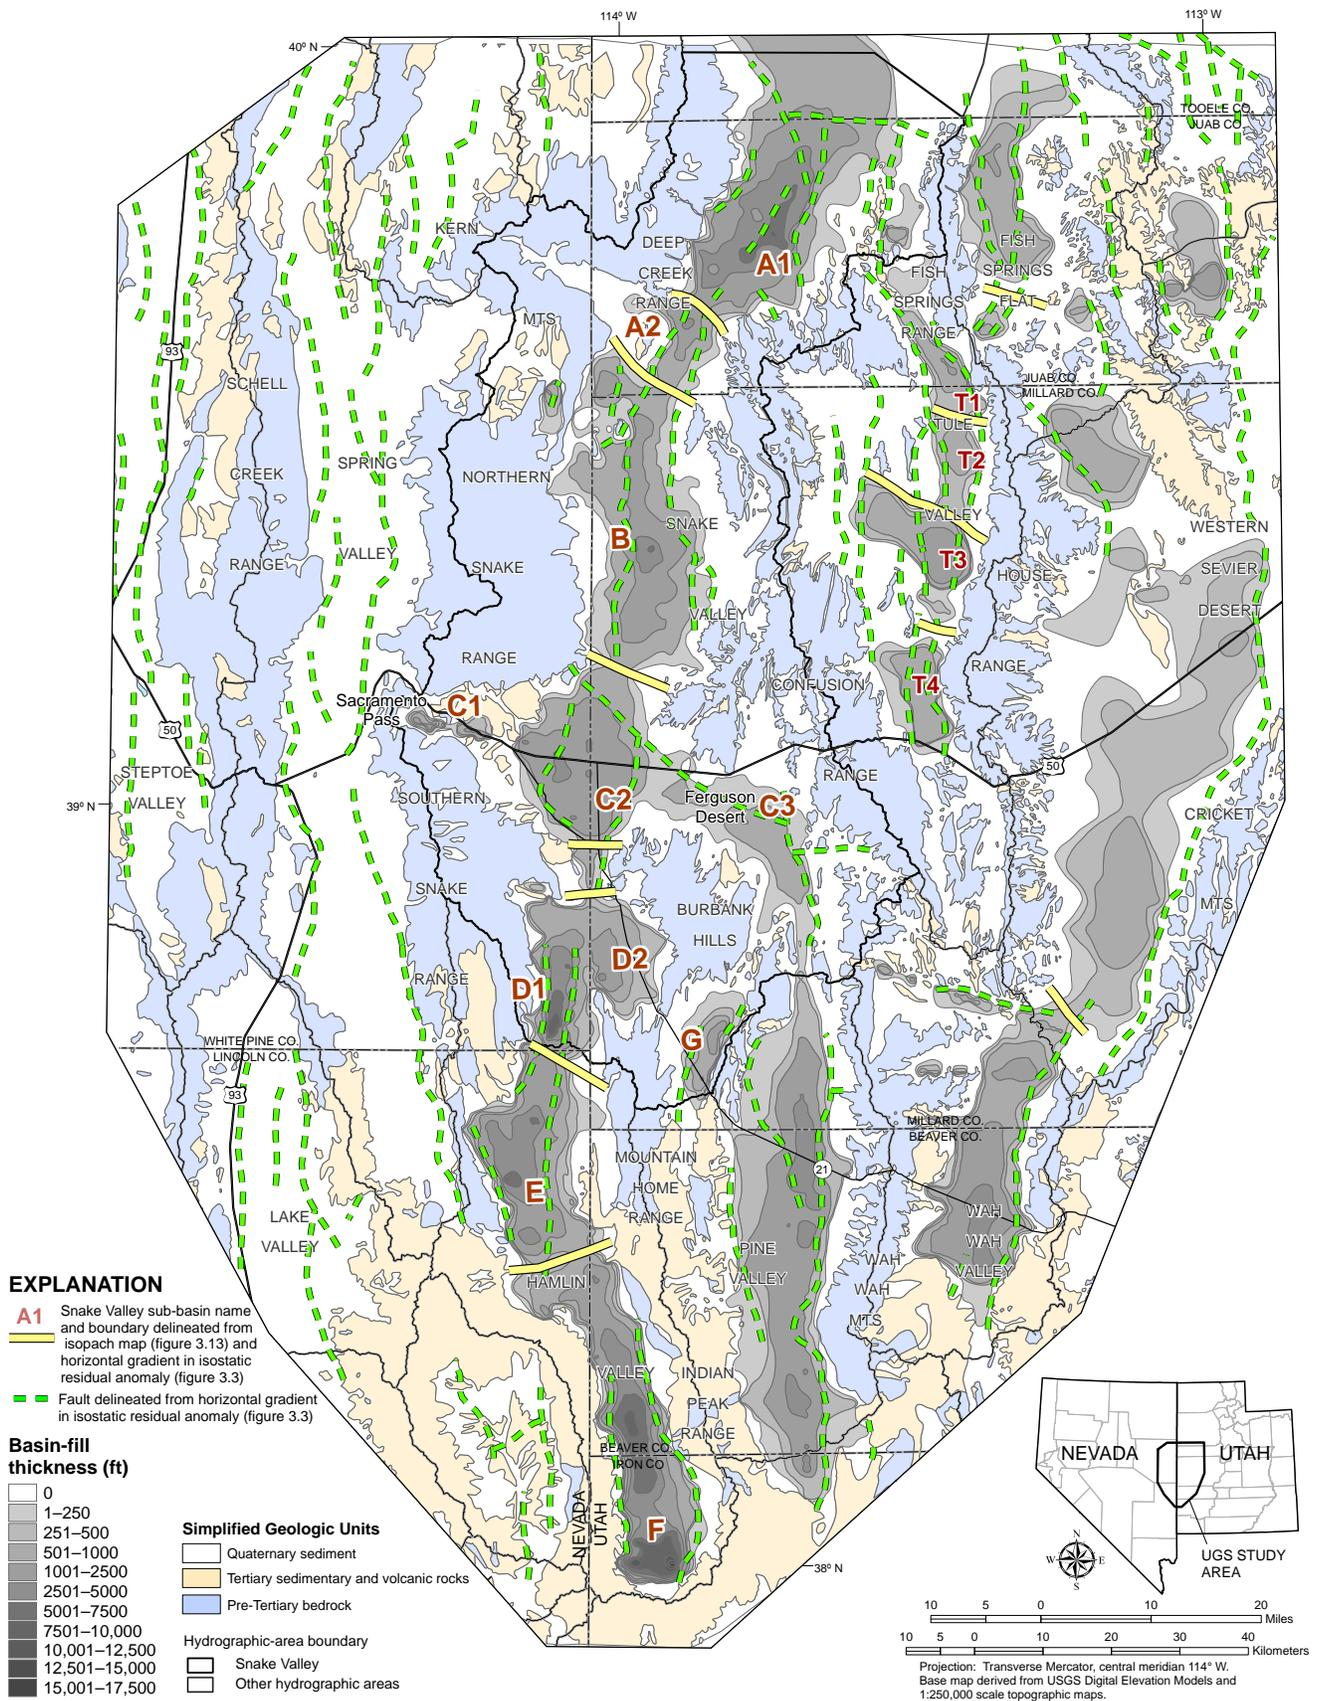 114° W
113° W
40° N
TOOELE CO.
JUAB CO.
KERN
DEEP
CREEK
RANGE
A1
A2
FISH
SPRINGS
FLAT
FISH
SPRINGS
RANGE
MTS
93
SCHELL
JUAB CO.
MILLARD CO.
T1
TULE
T2
CREEK
SPRING
NORTHERN
VALLEY
WESTERN
SNAKE
B
T3
RANGE
VALLEY
SNAKE
HOUSE
SEVIER
DESERT
VALLEY
RANGE
RANGE
CONFUSION
T4
Sacramento
Pass
C1
50
50
STEPTOE
VALLEY
39° N
SOUTHERN
C2
Ferguson
Desert
C3
RANGE
CRICKET
SNAKE
BURBANK
HILLS
MTS
RANGE
D1
D2
G
WHITE PINE CO.
LINCOLN CO.
93
MILLARD CO.
BEAVER CO.
MOUNTAIN
HOME
RANGE
21
E
LAKE
VALLEY
WAH
WAH
VALLEY
PINE
VALLEY
WAH
WAH
MTS
HAMLIN
VALLEY
INDIAN
PEAK
RANGE
BEAVER CO.
IRON CO
NEVADA
UTAH
F
38° N
EXPLANATION
A1
Snake Valley sub-basin name
and boundary delineated from
isopach map (figure 3.13) and
horizontal gradient in isostatic
residual anomaly (figure 3.3)
Fault delineated from horizontal gradient
in isostatic residual anomaly (figure 3.3)
Basin-fill
thickness (ft)
0
1–250
251–500
501–1000
1001–2500
2501–5000
5001–7500
7501–10,000
10,001–12,500
12,501–15,000
15,001–17,500
Simplified Geologic Units
Quaternary sediment
Tertiary sedimentary and volcanic rocks
Pre-Tertiary bedrock
Hydrographic-area boundary
Snake Valley
Other hydrographic areas
NEVADA
UTAH
UGS STUDY
AREA
N
W
E
S
10 5 0 10 20
Miles
10 5 0 10 20 30 40
Kilometers
Projection: Transverse Mercator, central meridian 114° W.
Base map derived from USGS Digital Elevation Models and
1:250,000 scale topographic maps.